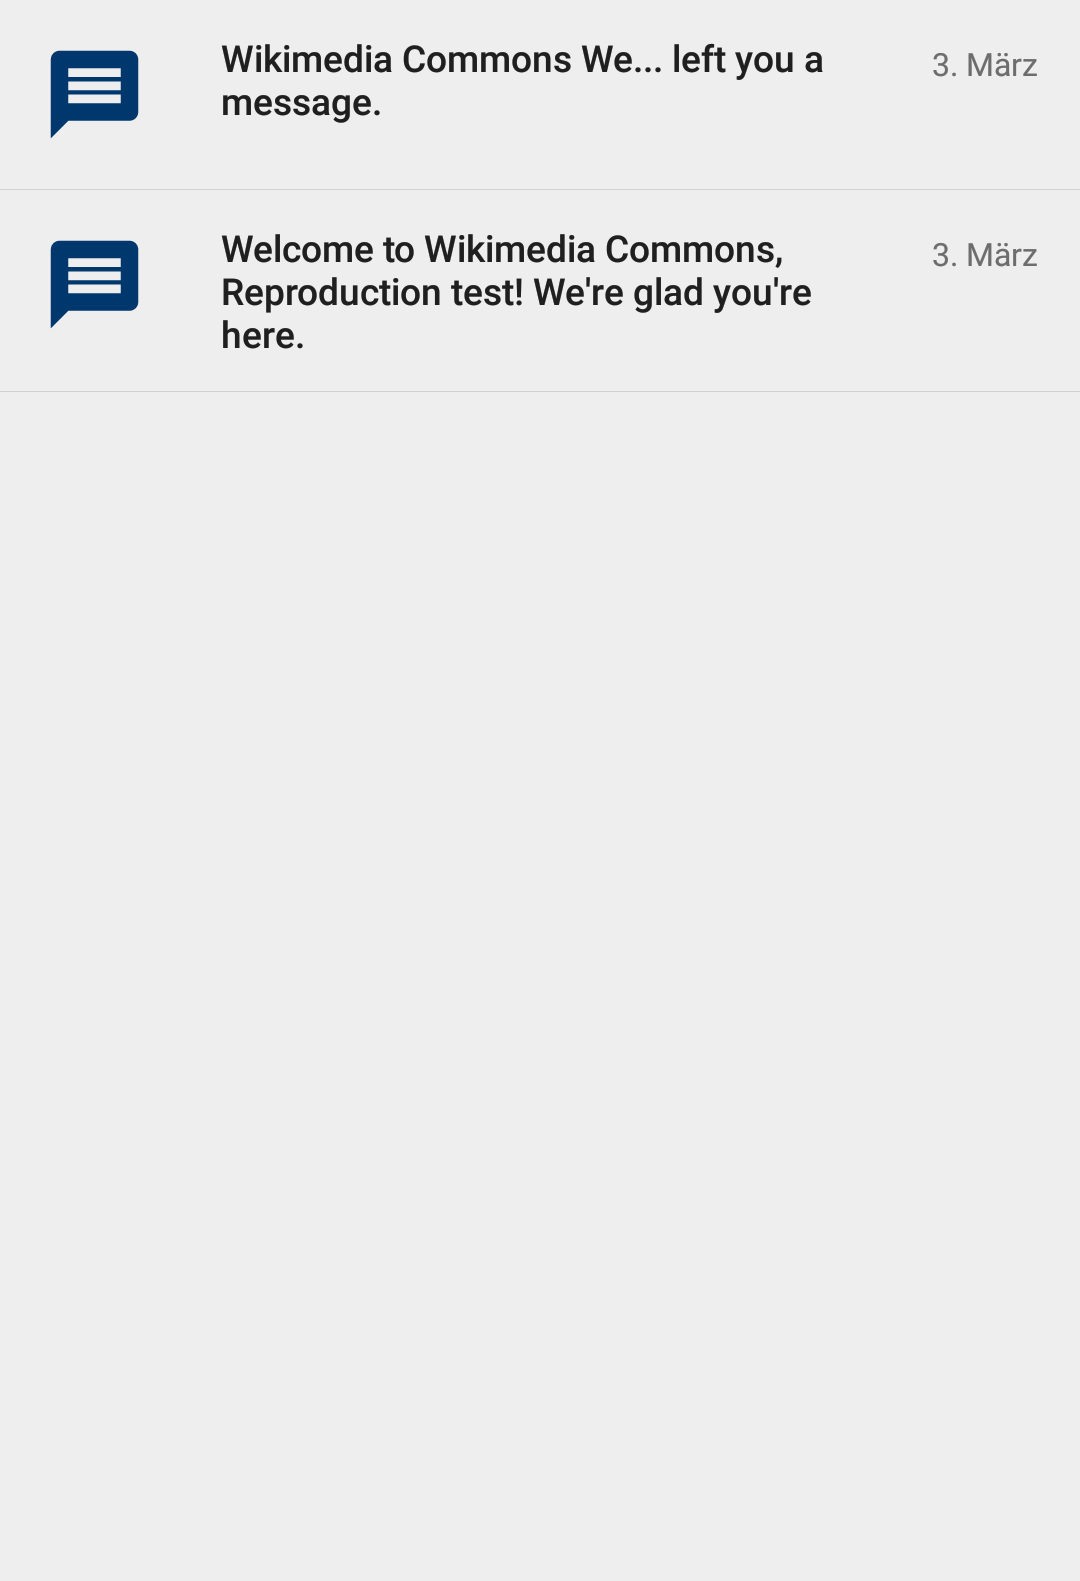 Wikimedia Commons We... left you a
message.
3. März
Welcome to Wikimedia Commons,
Reproduction test! We're glad you're
here.
3. März